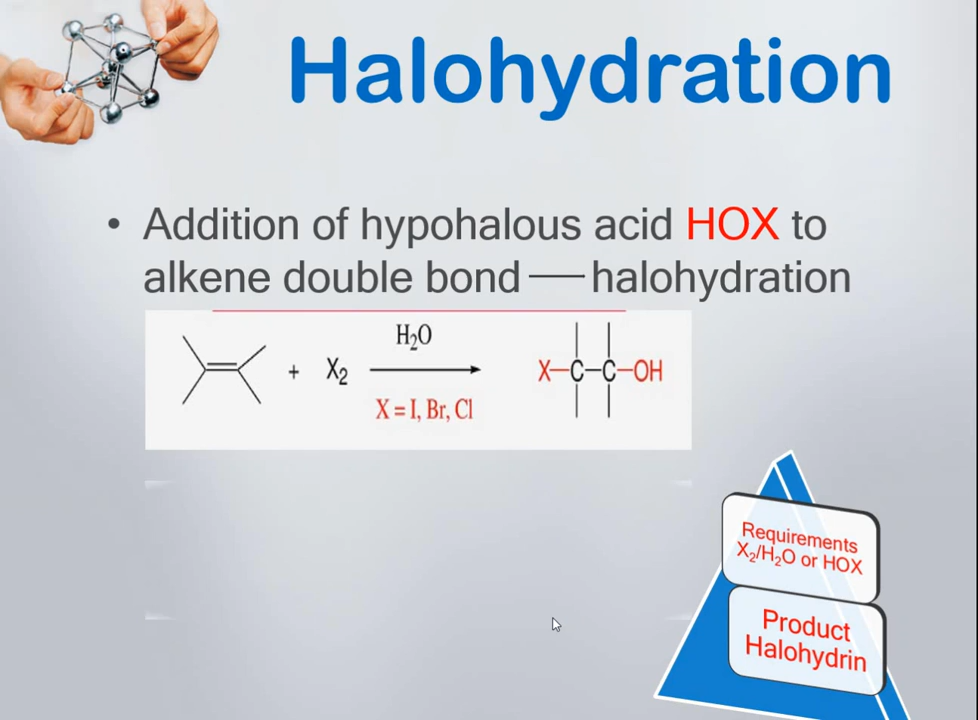 Halohydration
• Addition of hypohalous acid HOX to
alkene double bond — halohydration
H₂O
+ X₂
X = I, Br, Cl
X–C–C–OH
Requirements
X₂/H₂O or HOX
Product
Halohydrin